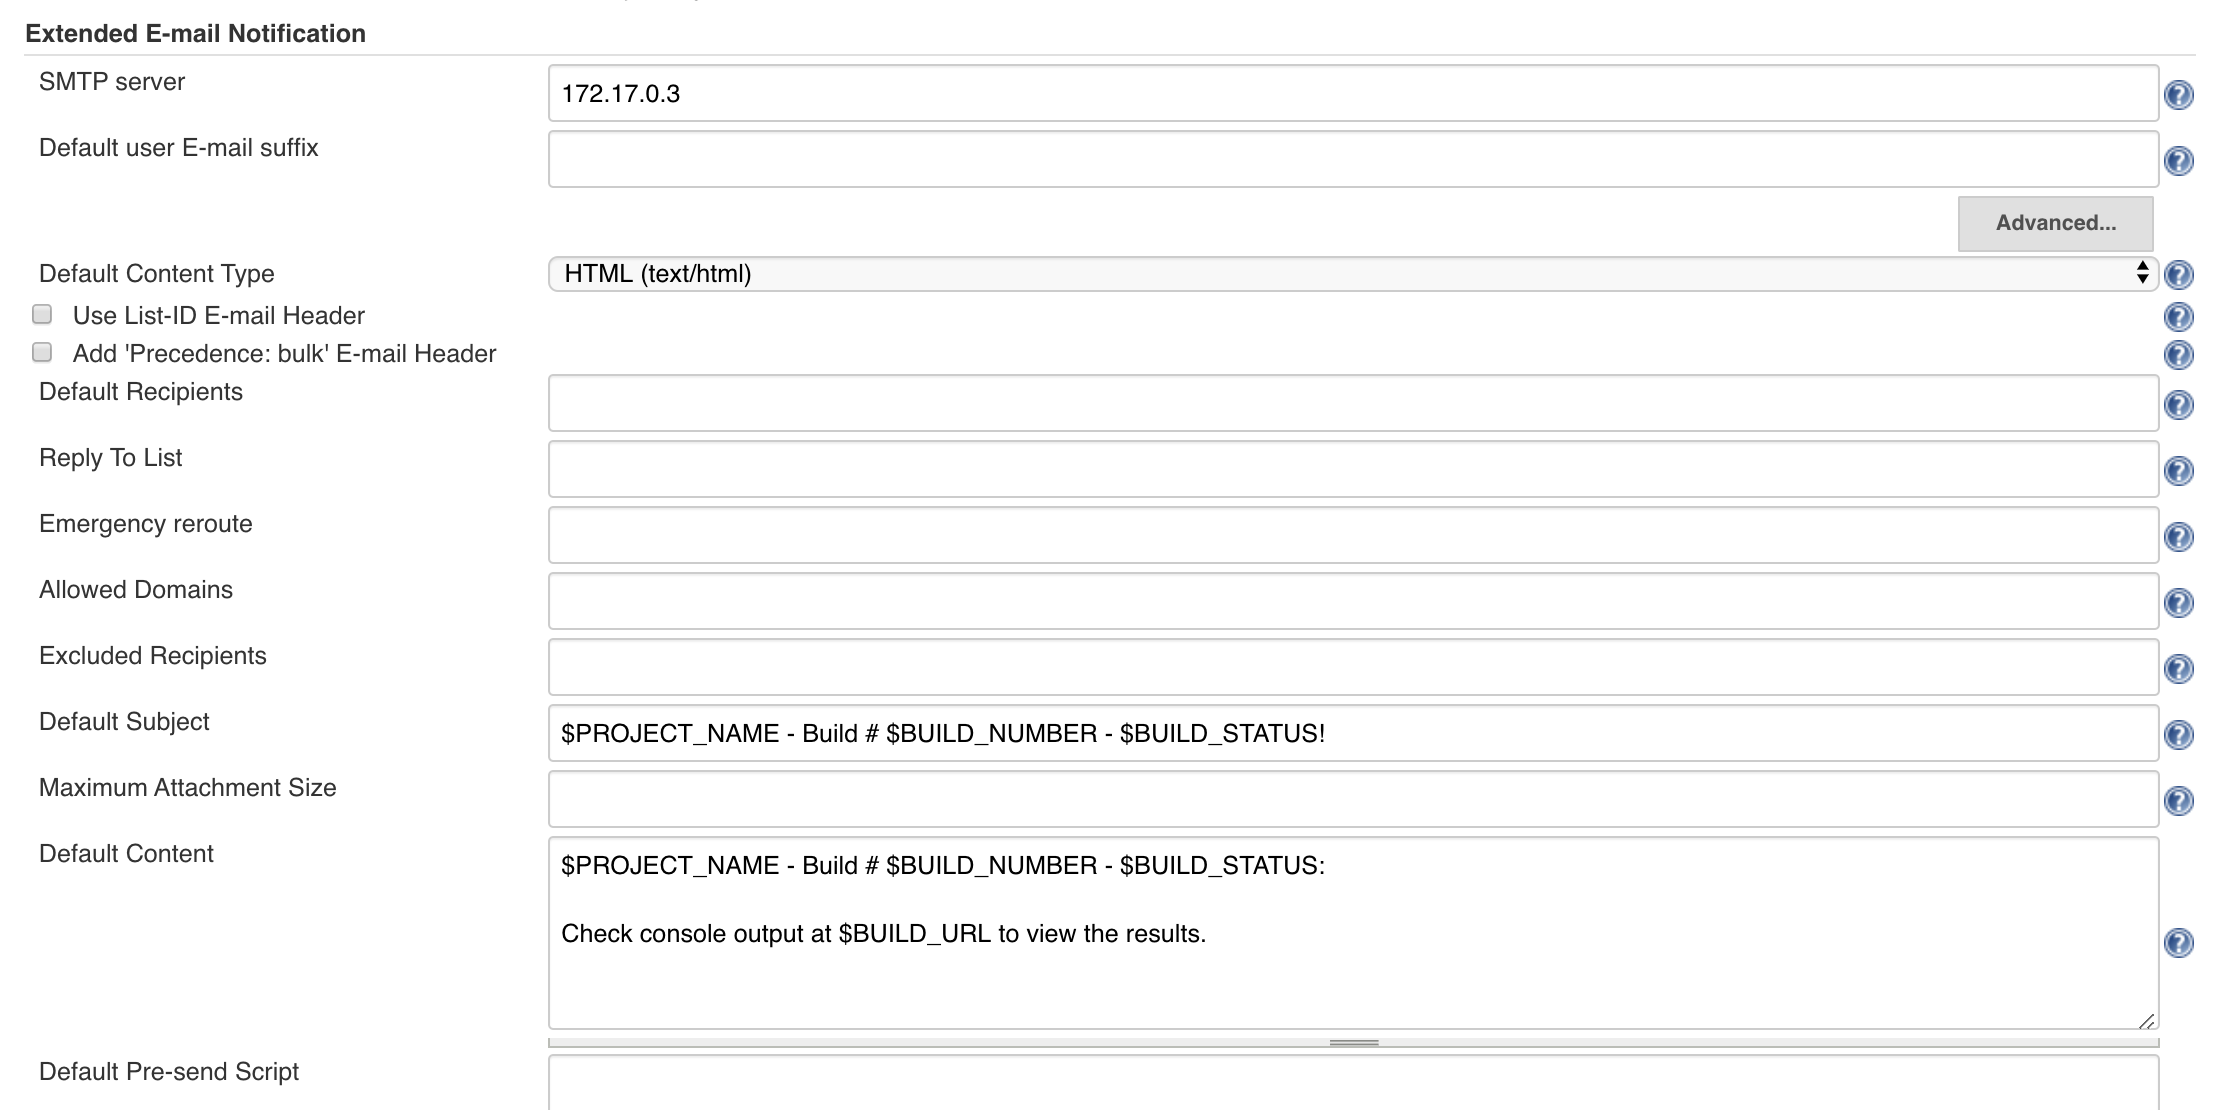 Extended E-mail Notification
SMTP server
172.17.0.3
Default user E-mail suffix
Advanced...
Default Content Type
HTML (text/html)
Use List-ID E-mail Header
Add 'Precedence: bulk' E-mail Header
Default Recipients
Reply To List
Emergency reroute
Allowed Domains
Excluded Recipients
Default Subject
$PROJECT_NAME - Build # $BUILD_NUMBER - $BUILD_STATUS!
Maximum Attachment Size
Default Content
$PROJECT_NAME - Build # $BUILD_NUMBER - $BUILD_STATUS:
Check console output at $BUILD_URL to view the results.
Default Pre-send Script